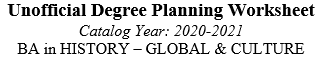 Unofficial Degree Planning Worksheet
Catalog Year: 2020-2021
BA in HISTORY – GLOBAL & CULTURE